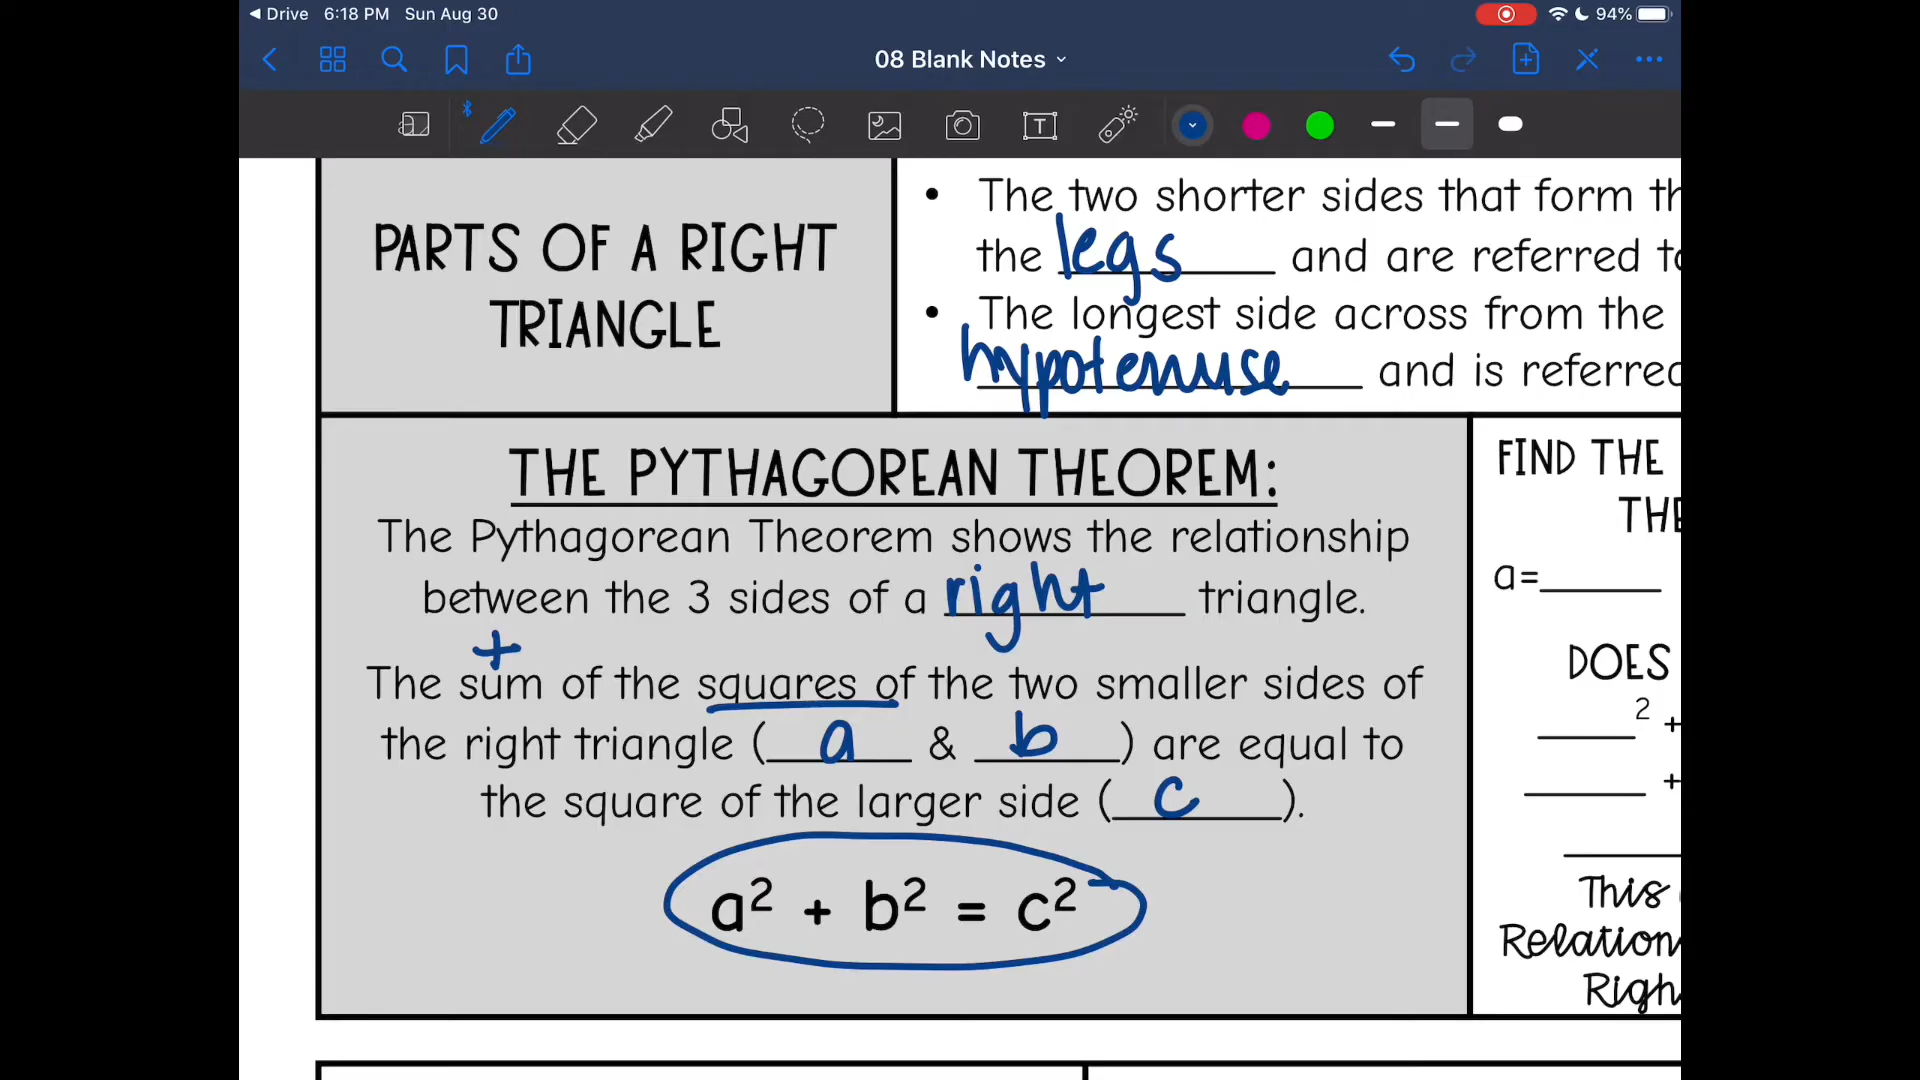 Drive 6:18 PM Sun Aug 30
94%
08 Blank Notes
T
PARTS OF A RIGHT
TRIANGLE
• The two shorter sides that form th
the legs and are referred to
• The longest side across from the
hypotenuse and is referred
THE PYTHAGOREAN THEOREM:
The Pythagorean Theorem shows the relationship
between the 3 sides of a right triangle.
+
The sum of the squares of the two smaller sides of
the right triangle (a & b) are equal to
the square of the larger side (c).
a² + b² = c²
FIND THE
THE
a=
DOES
² +
+
This
Relation
Righ